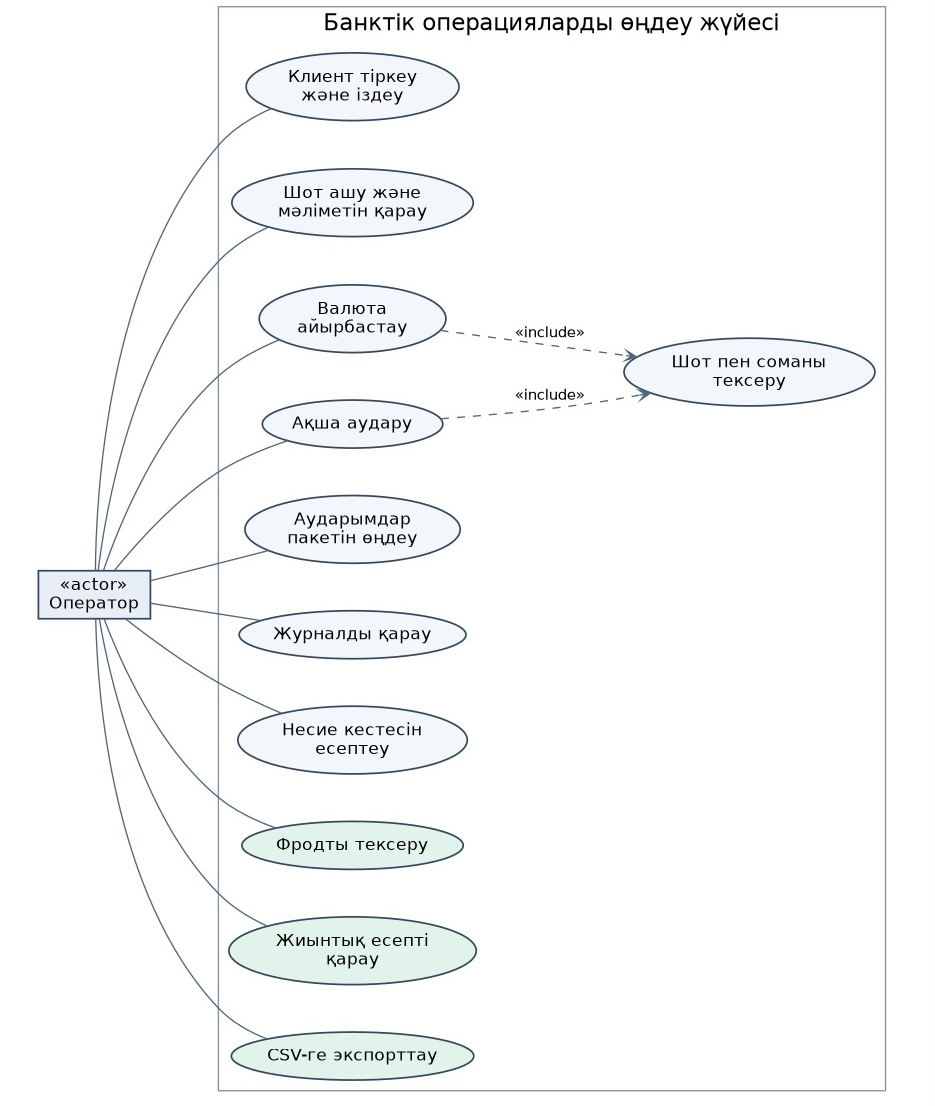 Банктік операцияларды өңдеу жүйесі
Клиент тіркеу
және іздеу
Шот ашу және
мәліметін қарау
Валюта
айырбастау
«include»
Шот пен соманы
тексеру
«include»
Ақша аудару
Аударымдар
пакетін өңдеу
«actor»
Оператор
Журналды қарау
Несие кестесін
есептеу
Фродты тексеру
Жиынтық есепті
қарау
CSV-ге экспорттау